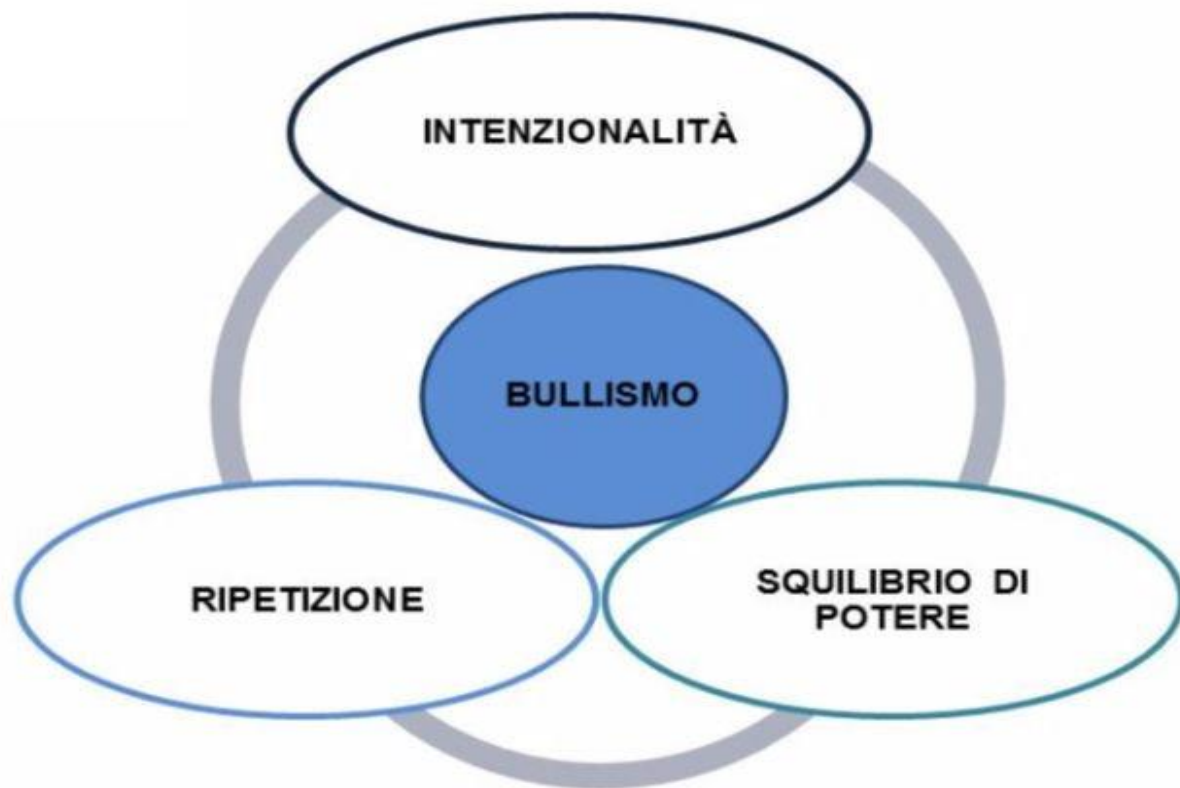 INTENZIONALITÀ
BULLISMO
RIPETIZIONE
SQUILIBRIO DI
POTERE